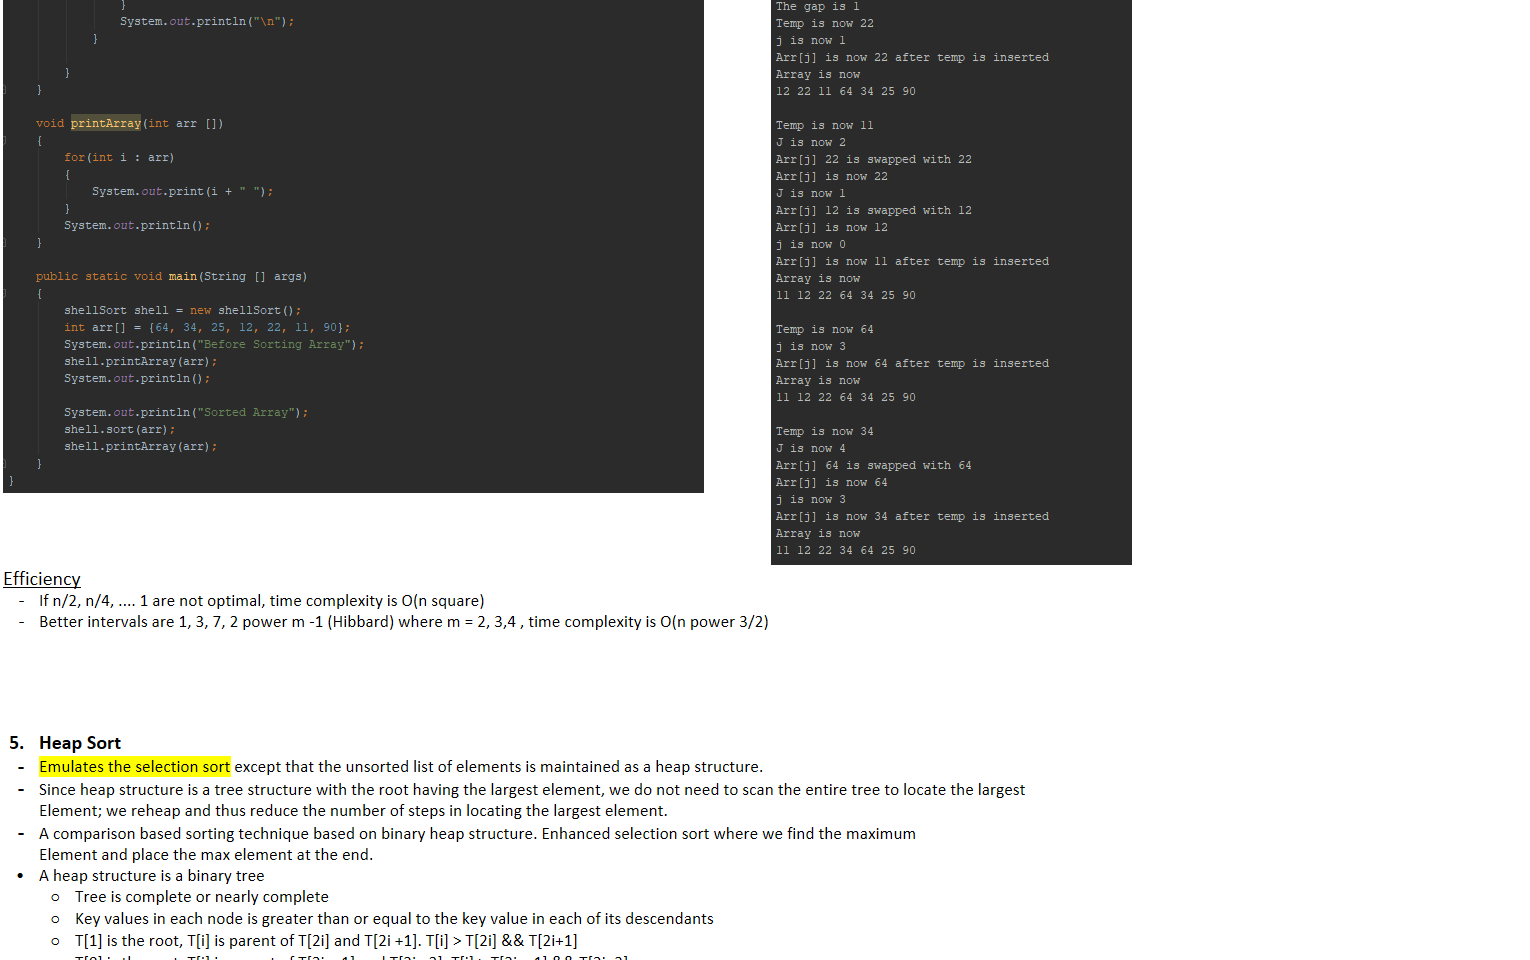 }
System.out.println("\n");
}
}
}
void printArray(int arr [])
{
for(int i : arr)
{
System.out.print(i + " ");
}
System.out.println();
}
public static void main(String [] args)
{
shellSort shell = new shellSort();
int arr[] = {64, 34, 25, 12, 22, 11, 90};
System.out.println("Before Sorting Array");
shell.printArray(arr);
System.out.println();
System.out.println("Sorted Array");
shell.sort(arr);
shell.printArray(arr);
}
}
The gap is 1
Temp is now 22
j is now 1
Arr[j] is now 22 after temp is inserted
Array is now
12 22 11 64 34 25 90
Temp is now 11
J is now 2
Arr[j] 22 is swapped with 22
Arr[j] is now 22
J is now 1
Arr[j] 12 is swapped with 12
Arr[j] is now 12
j is now 0
Arr[j] is now 11 after temp is inserted
Array is now
11 12 22 64 34 25 90
Temp is now 64
j is now 3
Arr[j] is now 64 after temp is inserted
Array is now
11 12 22 64 34 25 90
Temp is now 34
J is now 4
Arr[j] 64 is swapped with 64
Arr[j] is now 64
j is now 3
Arr[j] is now 34 after temp is inserted
Array is now
11 12 22 34 64 25 90
Efficiency
- If n/2, n/4, .... 1 are not optimal, time complexity is O(n square)
- Better intervals are 1, 3, 7, 2 power m -1 (Hibbard) where m = 2, 3,4 , time complexity is O(n power 3/2)
5. Heap Sort
- Emulates the selection sort except that the unsorted list of elements is maintained as a heap structure.
- Since heap structure is a tree structure with the root having the largest element, we do not need to scan the entire tree to locate the largest
Element; we reheap and thus reduce the number of steps in locating the largest element.
- A comparison based sorting technique based on binary heap structure. Enhanced selection sort where we find the maximum
Element and place the max element at the end.
• A heap structure is a binary tree
o Tree is complete or nearly complete
o Key values in each node is greater than or equal to the key value in each of its descendants
o T[1] is the root, T[i] is parent of T[2i] and T[2i +1]. T[i] > T[2i] && T[2i+1]